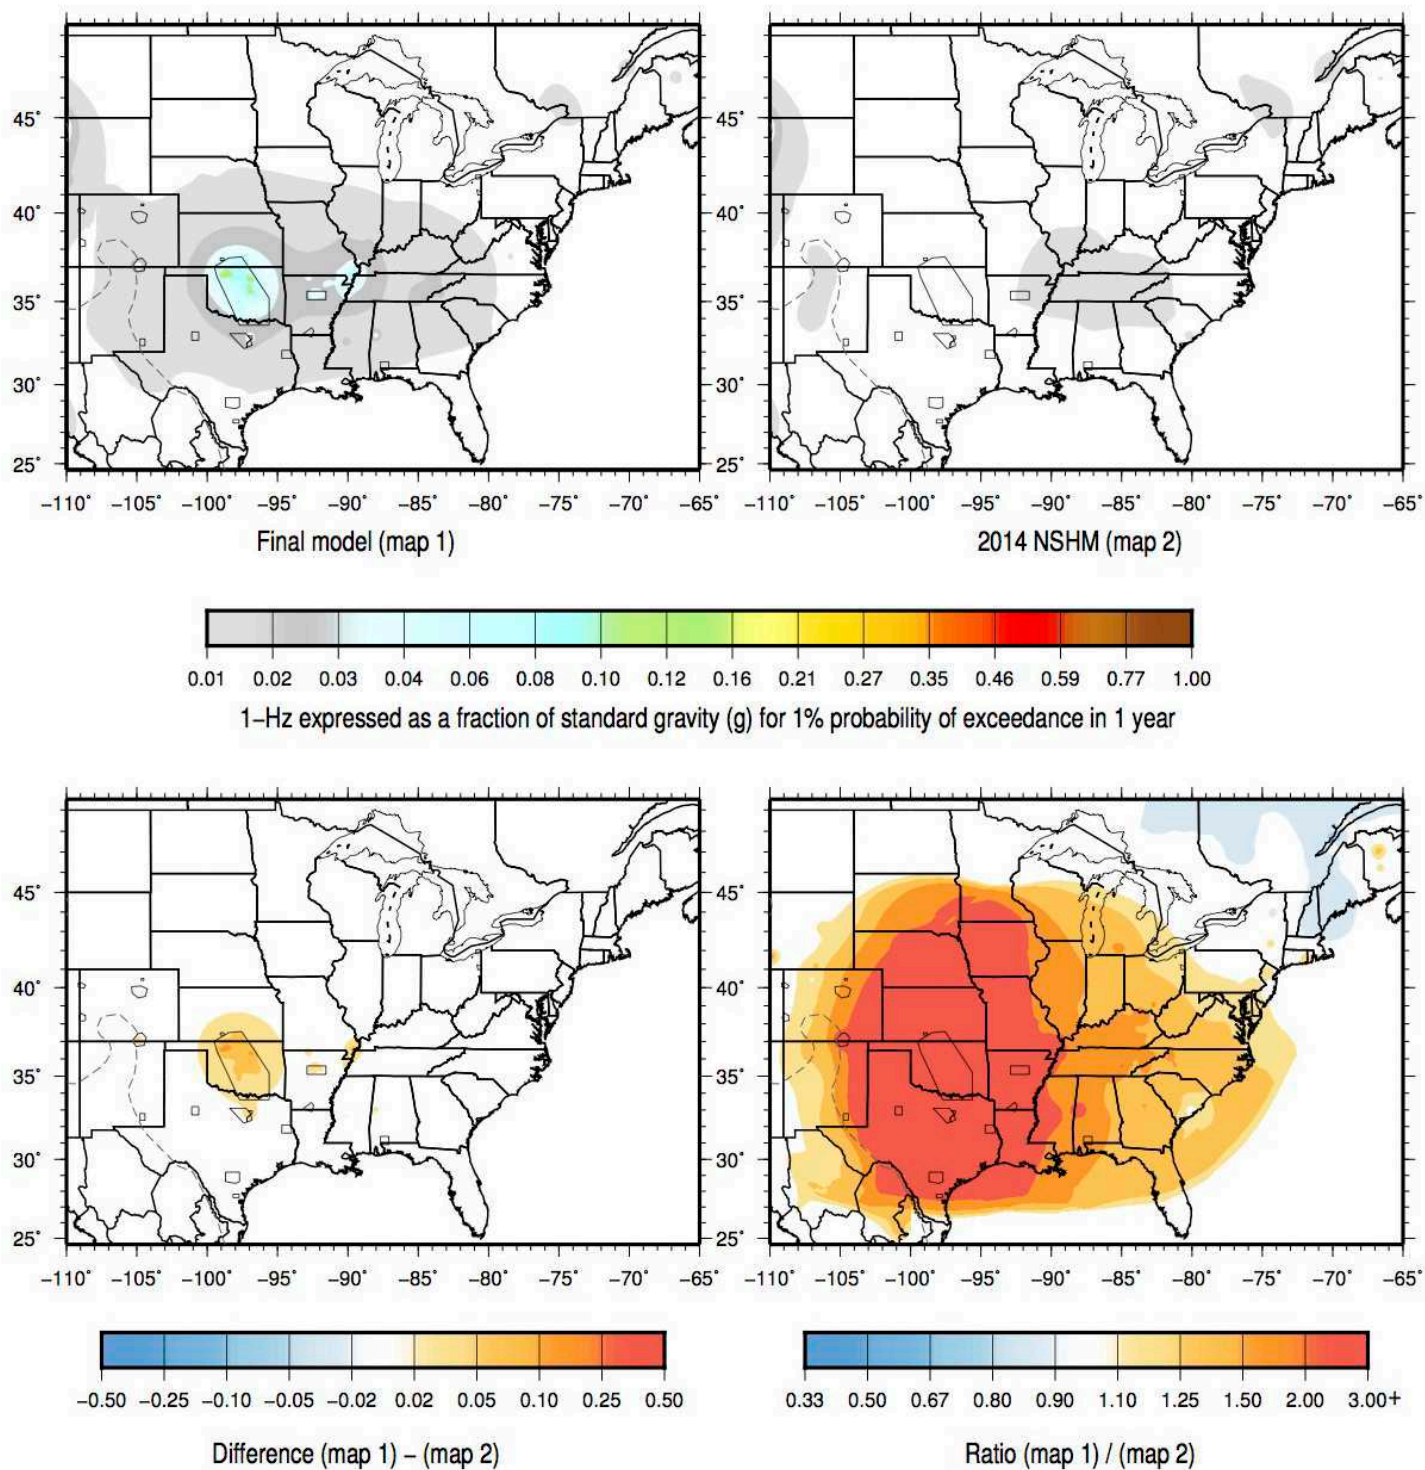 45° 45°
40° 40°
35° 35°
30° 30°
25° 25°
−110° −105° −100° −95° −90° −85° −80° −75° −70° −65° −110° −105° −100° −95° −90° −85° −80° −75° −70° −65°
Final model (map 1) 2014 NSHM (map 2)
0.01 0.02 0.03 0.04 0.06 0.08 0.10 0.12 0.16 0.21 0.27 0.35 0.46 0.59 0.77 1.00
1−Hz expressed as a fraction of standard gravity (g) for 1% probability of exceedance in 1 year
45° 45°
40° 40°
35° 35°
30° 30°
25° 25°
−110° −105° −100° −95° −90° −85° −80° −75° −70° −65° −110° −105° −100° −95° −90° −85° −80° −75° −70° −65°
−0.50 −0.25 −0.10 −0.05 −0.02 0.02 0.05 0.10 0.25 0.50 0.33 0.50 0.67 0.80 0.90 1.10 1.25 1.50 2.00 3.00+
Difference (map 1) − (map 2) Ratio (map 1) / (map 2)